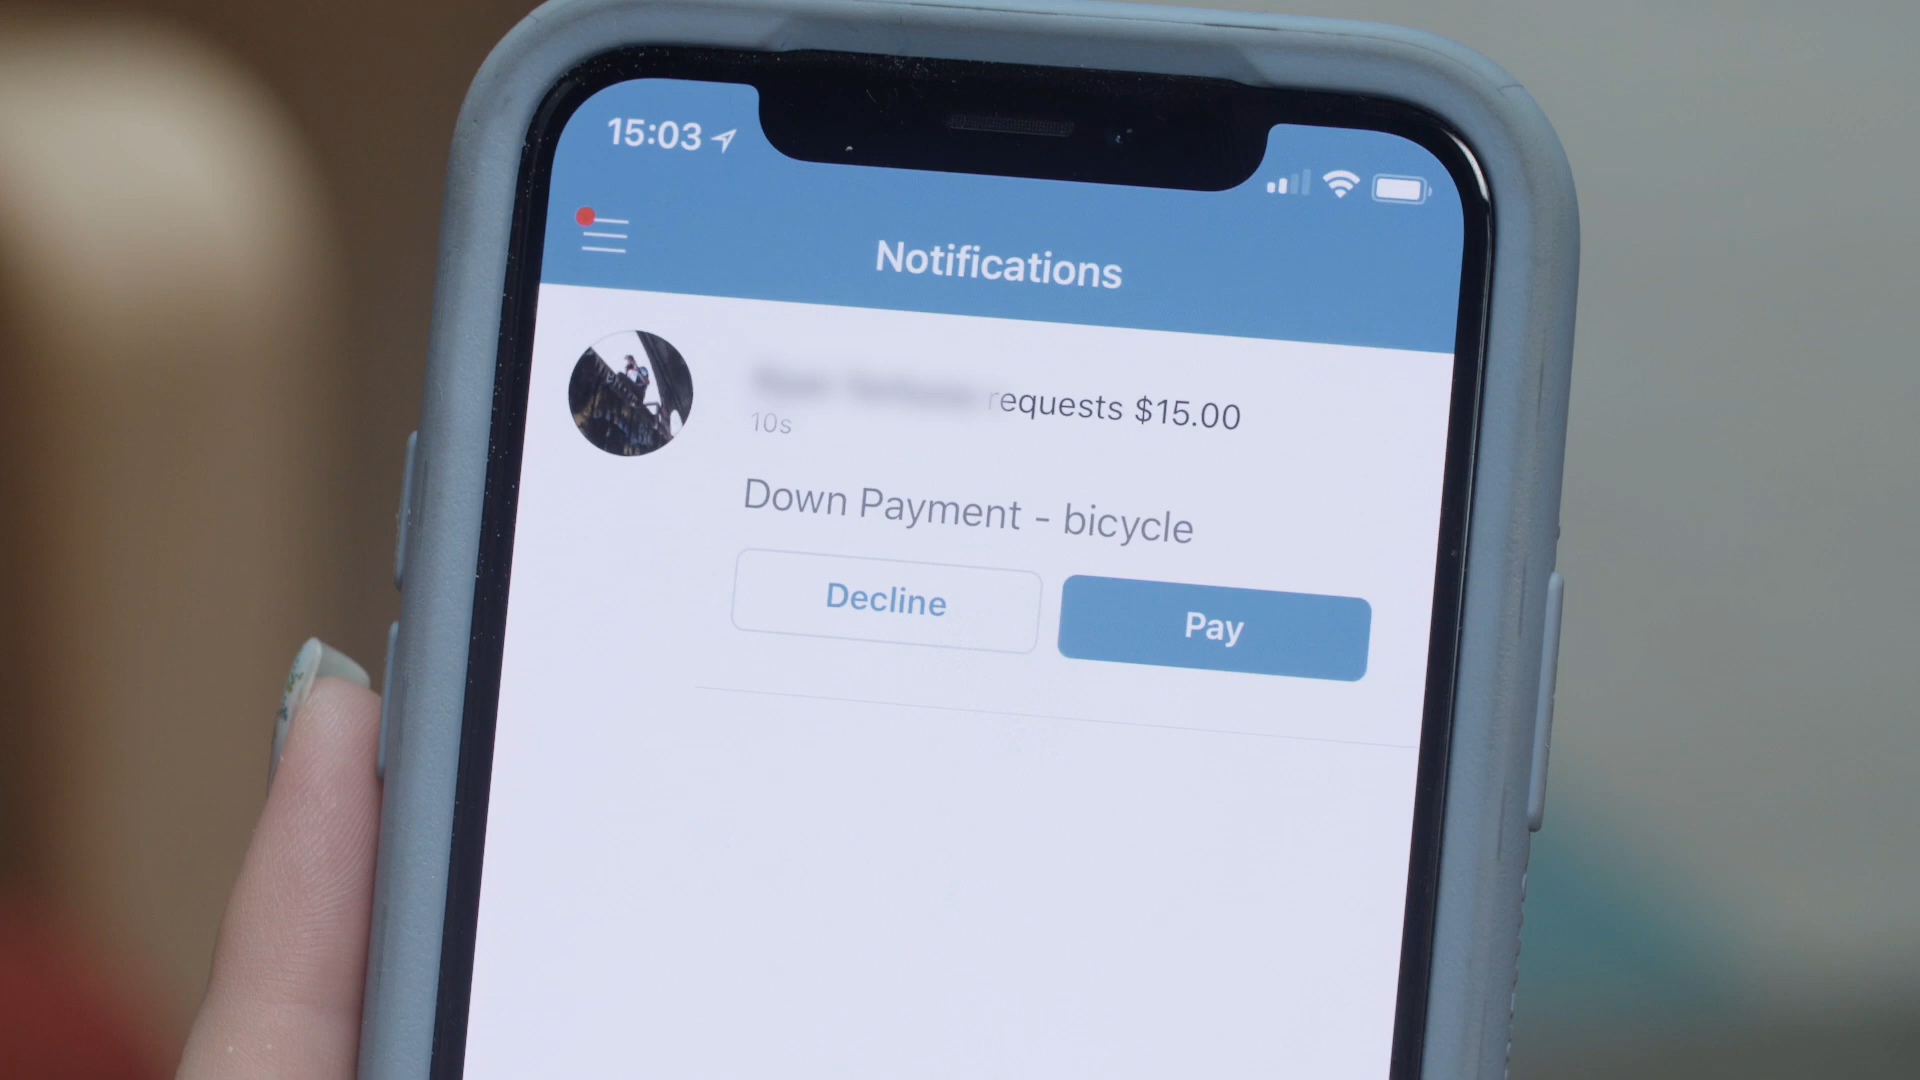 15:03
Notifications
requests $15.00
10s
Down Payment - bicycle
Decline
Pay